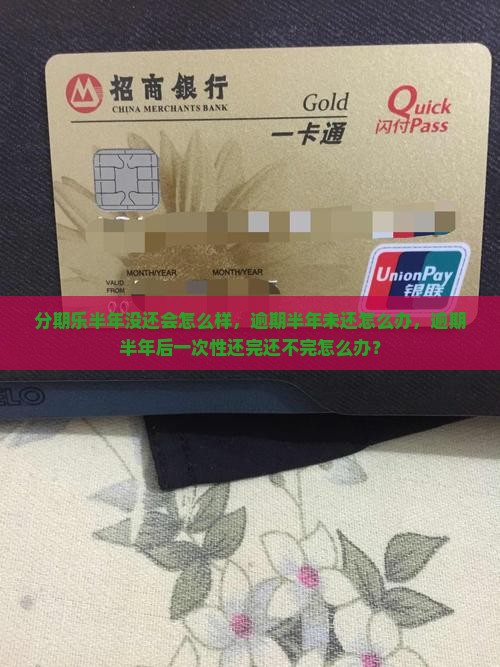 招商銀行
CHINA MERCHANTS BANK
Gold
一卡通
Quick
闪付Pass
MONTH/YEAR MONTH/YEAR
VALID
FROM
UnionPay
银联
分期乐半年没还会怎么样，逾期半年未还怎么办，逾期
半年后一次性还完还不完怎么办？
ELO